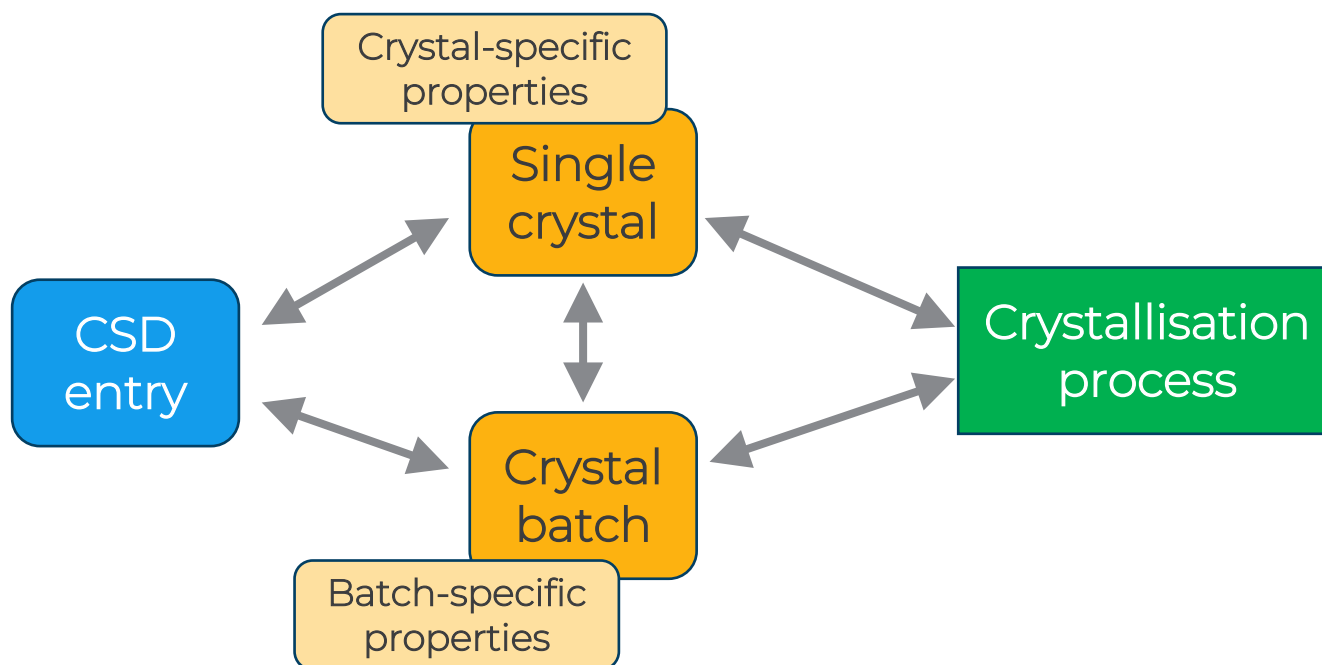 Crystal-specific
properties
Single
crystal
CSD
entry
Crystallisation
process
Crystal
batch
Batch-specific
properties